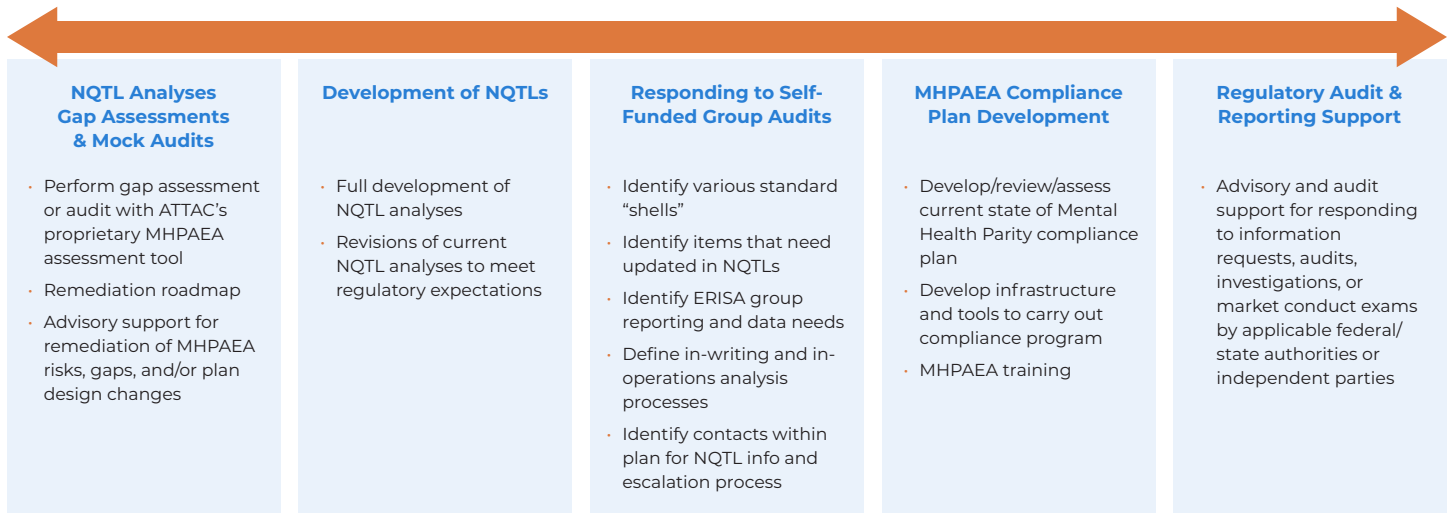 NQTL Analyses
Gap Assessments
& Mock Audits
· Perform gap assessment
or audit with ATTAC’s
proprietary MHPAEA
assessment tool
· Remediation roadmap
· Advisory support for
remediation of MHPAEA
risks, gaps, and/or plan
design changes
Development of NQTLs
· Full development of
NQTL analyses
· Revisions of current
NQTL analyses to meet
regulatory expectations
Responding to Self-
Funded Group Audits
· Identify various standard
“shells”
· Identify items that need
updated in NQTLs
· Identify ERISA group
reporting and data needs
· Define in-writing and in-
operations analysis
processes
· Identify contacts within
plan for NQTL info and
escalation process
MHPAEA Compliance
Plan Development
· Develop/review/assess
current state of Mental
Health Parity compliance
plan
· Develop infrastructure
and tools to carry out
compliance program
· MHPAEA training
Regulatory Audit &
Reporting Support
· Advisory and audit
support for responding
to information
requests, audits,
investigations, or
market conduct exams
by applicable federal/
state authorities or
independent parties